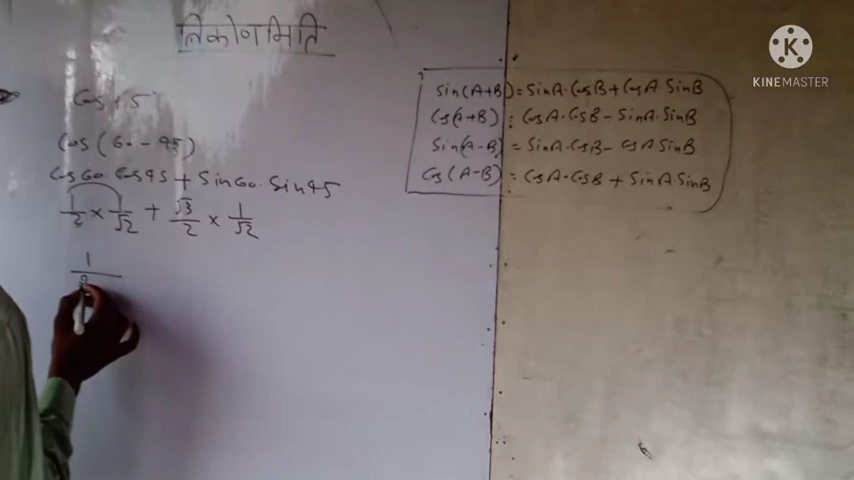 त्रिकोणमिति
Cos 15
Cos(60-45)
Cos60 Cos45 + Sin60. Sin45
1/2 × 1/√2 + √3/2 × 1/√2
1/2
Sin(A+B) = SinA. CosB + CosA. SinB
Cos(A+B) = CosA. CosB - SinA. SinB
Sin(A-B) = SinA. CosB - CosA SinB
Cos(A-B) = CosA. CosB + SinA SinB
K
KINEMASTER